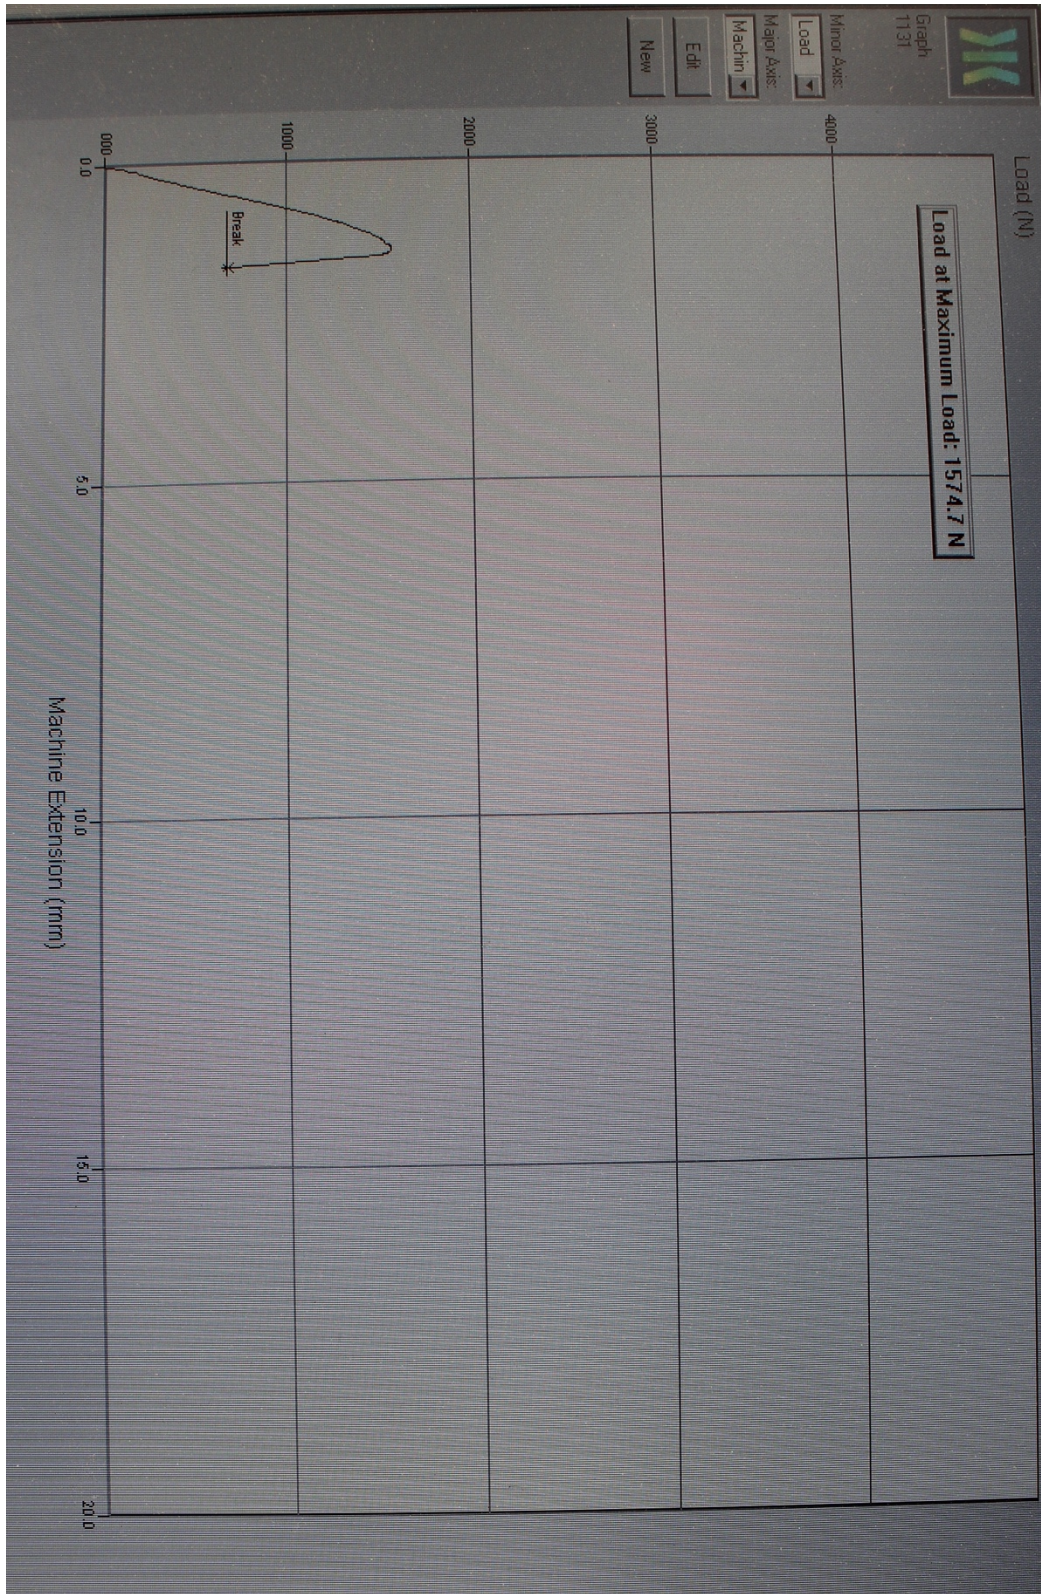 Graph
1131
Minor Axis:
Load
Major Axis:
Machin
Edit
New
Load (N)
Load at Maximum Load: 1574.7 N
4000
3000
2000
1000
000
Break
0.0
5.0
10.0
15.0
20.0
Machine Extension (mm)